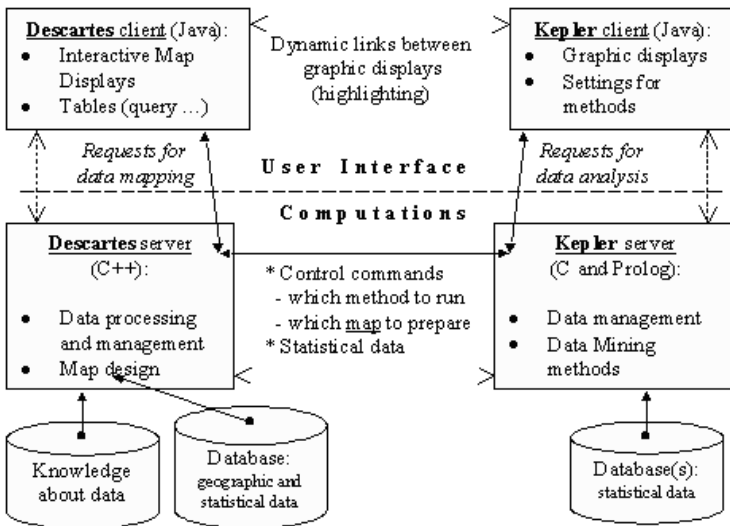 Descartes client (Java):
● Interactive Map
Displays
● Tables (query …)
Dynamic links between
graphic displays
(highlighting)
Kepler client (Java):
● Graphic displays
● Settings for
methods
Requests for
data mapping
User Interface
Requests for
data analysis
Computations
Descartes server
(C++):
● Data processing
and management
● Map design
* Control commands
- which method to run
- which map to prepare
* Statistical data
Kepler server
(C and Prolog):
● Data management
● Data Mining
methods
Knowledge
about data
Database:
geographic and
statistical data
Database(s):
statistical data